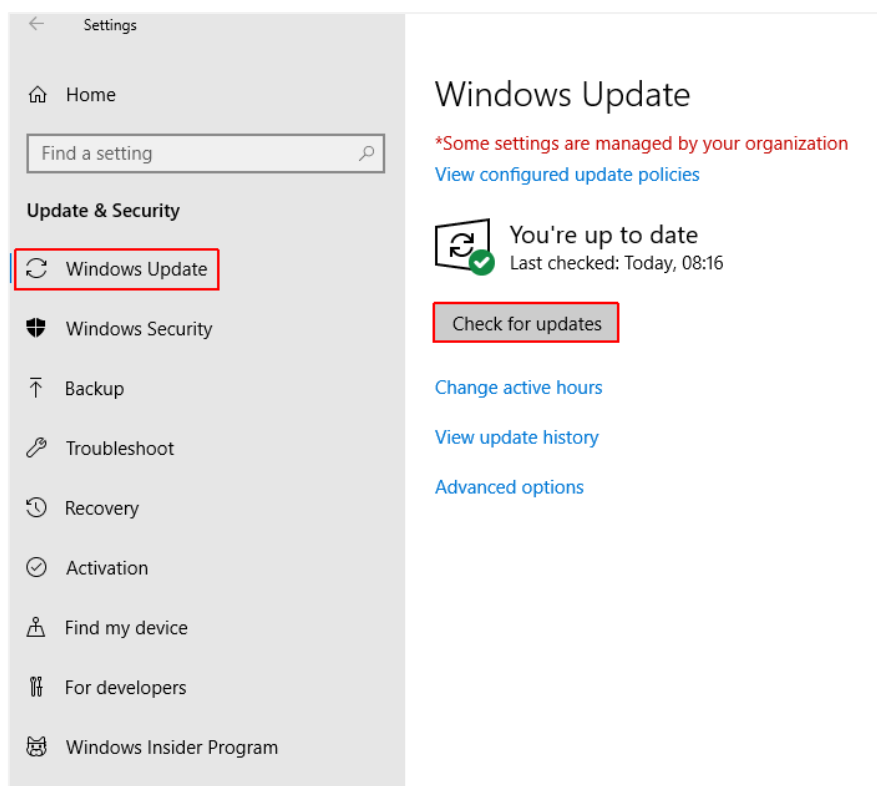 Settings
Home
Find a setting
Update & Security
Windows Update
Windows Security
Backup
Troubleshoot
Recovery
Activation
Find my device
For developers
Windows Insider Program
Windows Update
*Some settings are managed by your organization
View configured update policies
You're up to date
Last checked: Today, 08:16
Check for updates
Change active hours
View update history
Advanced options